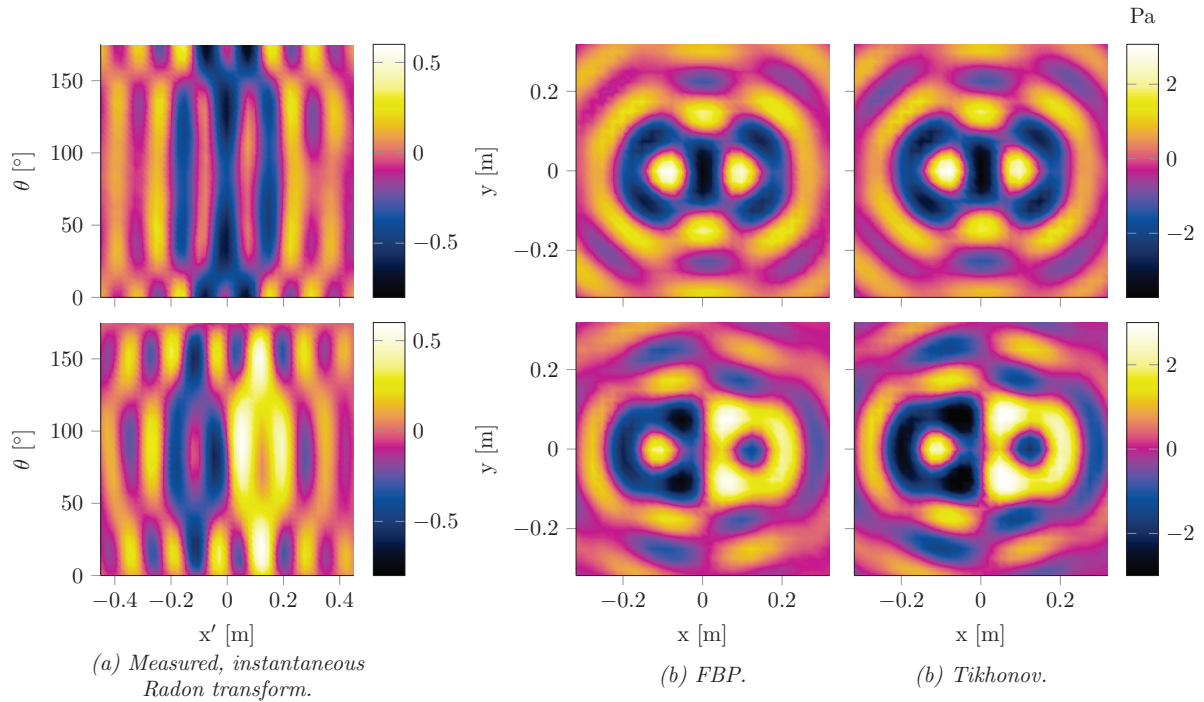 Pa
150
100
50
0
θ [°]
0.5
0
−0.5
0.2
0
−0.2
y [m]
2
0
−2
150
100
50
0
θ [°]
−0.4 −0.2 0 0.2 0.4
x′ [m]
0.5
0
−0.5
0.2
0
−0.2
y [m]
−0.2 0 0.2
x [m]
−0.2 0 0.2
x [m]
2
0
−2
(a) Measured, instantaneous
Radon transform.
(b) FBP.
(b) Tikhonov.